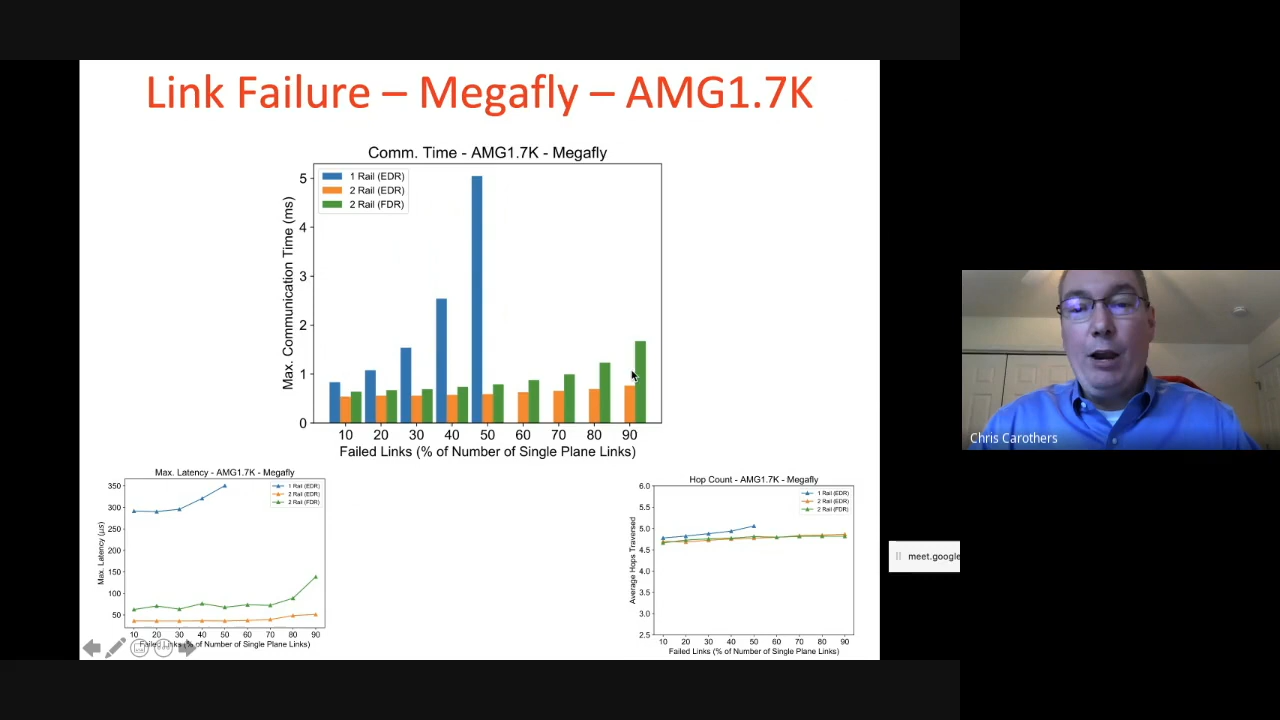 Link Failure – Megafly – AMG1.7K
Comm. Time - AMG1.7K - Megafly
1 Rail (EDR)
2 Rail (EDR)
2 Rail (FDR)
Max. Communication Time (ms)
5
4
3
2
1
0
10 20 30 40 50 60 70 80 90
Failed Links (% of Number of Single Plane Links)
Max. Latency - AMG1.7K - Megafly
1 Rail (EDR)
2 Rail (EDR)
2 Rail (FDR)
Max. Latency (µs)
350
300
250
200
150
100
50
10 20 30 40 50 60 70 80 90
Failed Links (% of Number of Single Plane Links)
Hop Count - AMG1.7K - Megafly
1 Rail (EDR)
2 Rail (EDR)
2 Rail (FDR)
Average Hops Traversed
6.0
5.5
5.0
4.5
4.0
3.5
3.0
2.5
10 20 30 40 50 60 70 80 90
Failed Links (% of Number of Single Plane Links)
Chris Carothers
meet.google